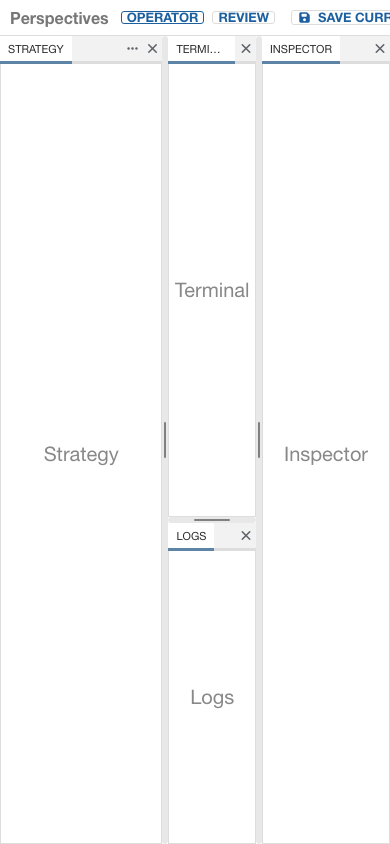 Perspectives OPERATOR REVIEW SAVE CURR
STRATEGY ··· TERMI... INSPECTOR
Terminal
Strategy
Inspector
LOGS
Logs